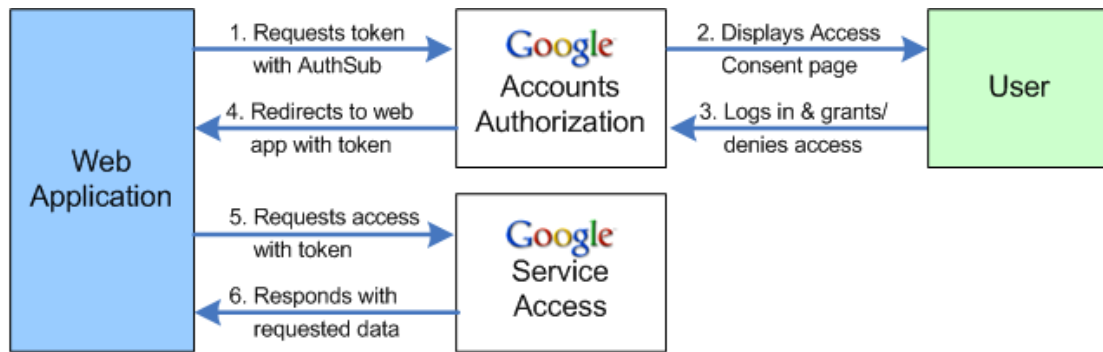 Web
Application
1. Requests token
with AuthSub
4. Redirects to web
app with token
Google
Accounts
Authorization
2. Displays Access
Consent page
3. Logs in & grants/
denies access
User
5. Requests access
with token
6. Responds with
requested data
Google
Service
Access